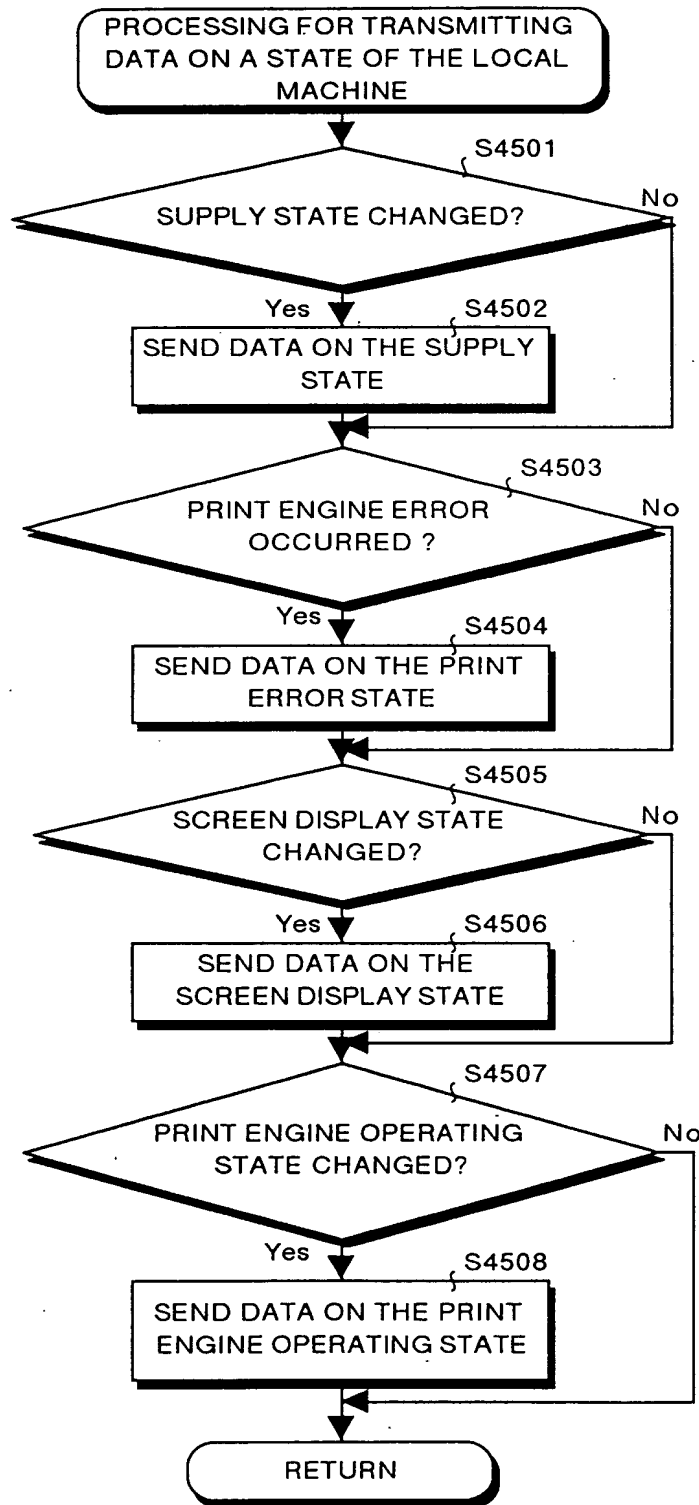 PROCESSING FOR TRANSMITTING
DATA ON A STATE OF THE LOCAL
MACHINE
S4501
No
SUPPLY STATE CHANGED?
Yes
S4502
SEND DATA ON THE SUPPLY
STATE
S4503
No
PRINT ENGINE ERROR
OCCURRED ?
Yes
S4504
SEND DATA ON THE PRINT
ERROR STATE
S4505
No
SCREEN DISPLAY STATE
CHANGED?
Yes
S4506
SEND DATA ON THE
SCREEN DISPLAY STATE
S4507
No
PRINT ENGINE OPERATING
STATE CHANGED?
Yes
S4508
SEND DATA ON THE PRINT
ENGINE OPERATING STATE
RETURN